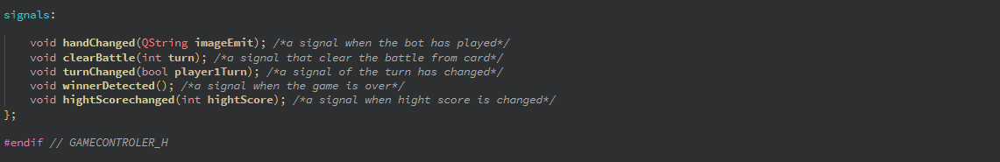 signals:
void handChanged(QString imageEmit); /*a signal when the bot has played*/
void clearBattle(int turn); /*a signal that clear the battle from card*/
void turnChanged(bool player1Turn); /*a signal of the turn has changed*/
void winnerDetected(); /*a signal when the game is over*/
void hightScorechanged(int hightScore); /*a signal when hight score is changed*/
};
#endif // GAMECONTROLER_H